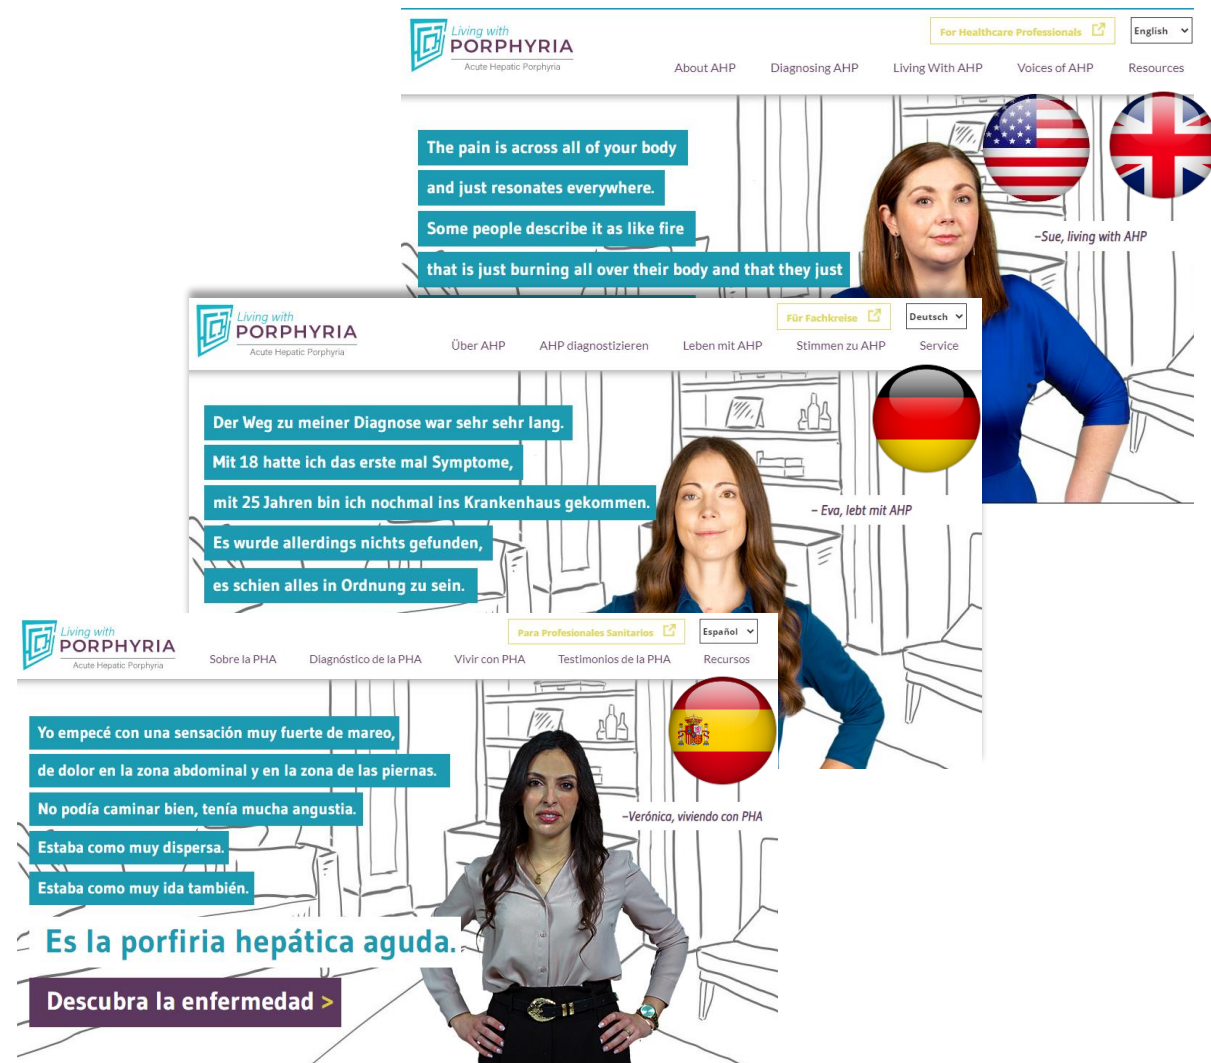 Living with
PORPHYRIA
Acute Hepatic Porphyria
For Healthcare Professionals
English
About AHP
Diagnosing AHP
Living With AHP
Voices of AHP
Resources
The pain is across all of your body
and just resonates everywhere.
Some people describe it as like fire
that is just burning all over their body and that they just
–Sue, living with AHP
Living with
PORPHYRIA
Acute Hepatic Porphyria
Für Fachkreise
Deutsch
Über AHP
AHP diagnostizieren
Leben mit AHP
Stimmen zu AHP
Service
Der Weg zu meiner Diagnose war sehr sehr lang.
Mit 18 hatte ich das erste mal Symptome,
mit 25 Jahren bin ich nochmal ins Krankenhaus gekommen.
Es wurde allerdings nichts gefunden,
es schien alles in Ordnung zu sein.
– Eva, lebt mit AHP
Living with
PORPHYRIA
Acute Hepatic Porphyria
Para Profesionales Sanitarios
Español
Sobre la PHA
Diagnóstico de la PHA
Vivir con PHA
Testimonios de la PHA
Recursos
Yo empecé con una sensación muy fuerte de mareo,
de dolor en la zona abdominal y en la zona de las piernas.
No podía caminar bien, tenía mucha angustia.
Estaba como muy dispersa.
Estaba como muy ida también.
–Verónica, viviendo con PHA
Es la porfiria hepática aguda.
Descubra la enfermedad >